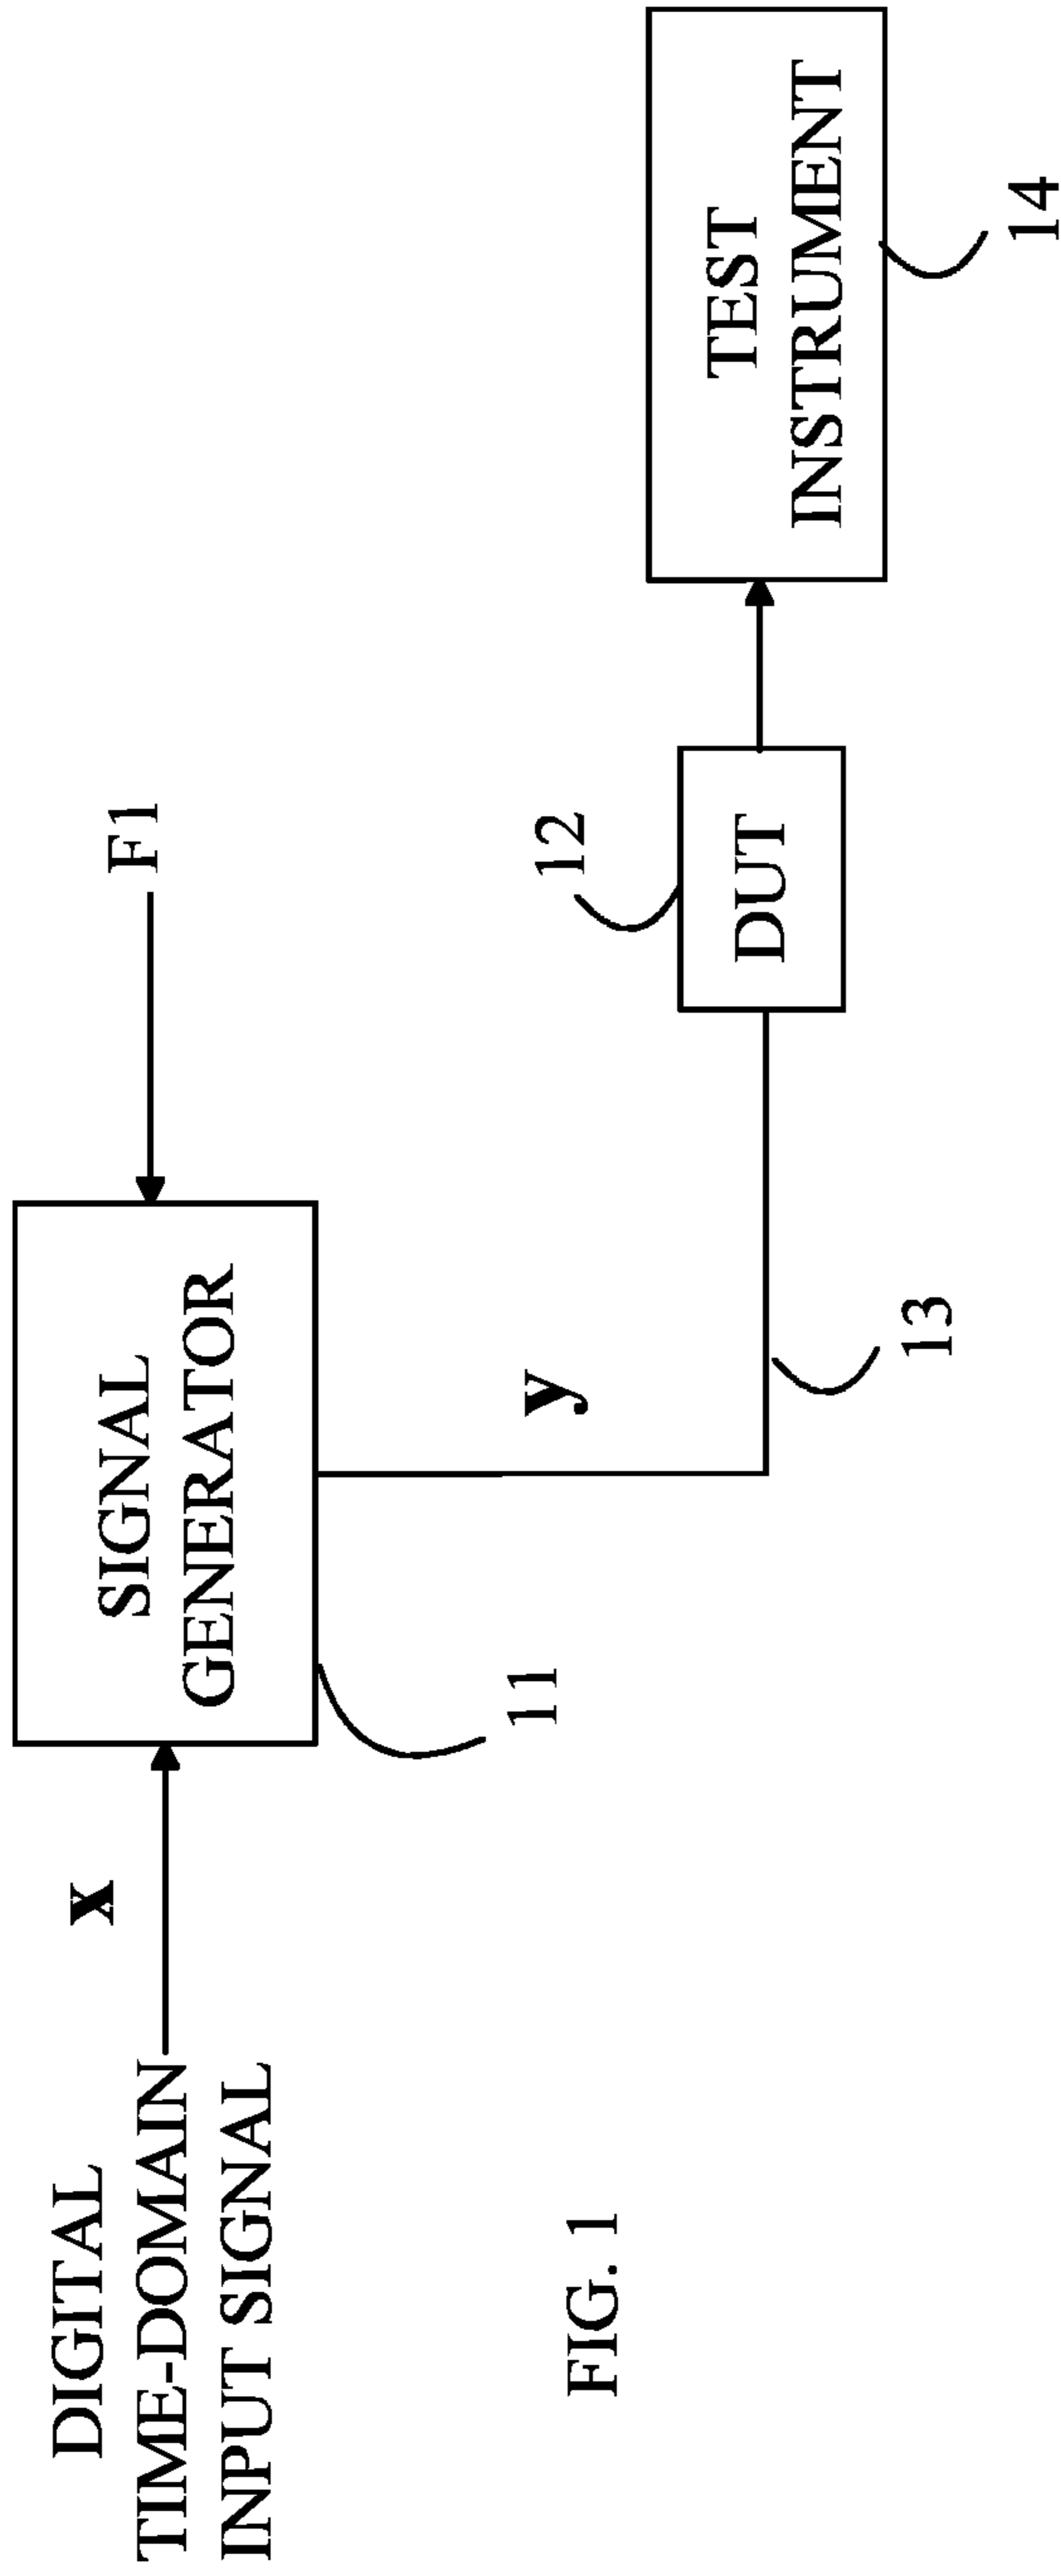 DIGITAL
TIME-DOMAIN
INPUT SIGNAL
x
SIGNAL
GENERATOR
F1
11
y
13
12
DUT
TEST
INSTRUMENT
14
FIG. 1